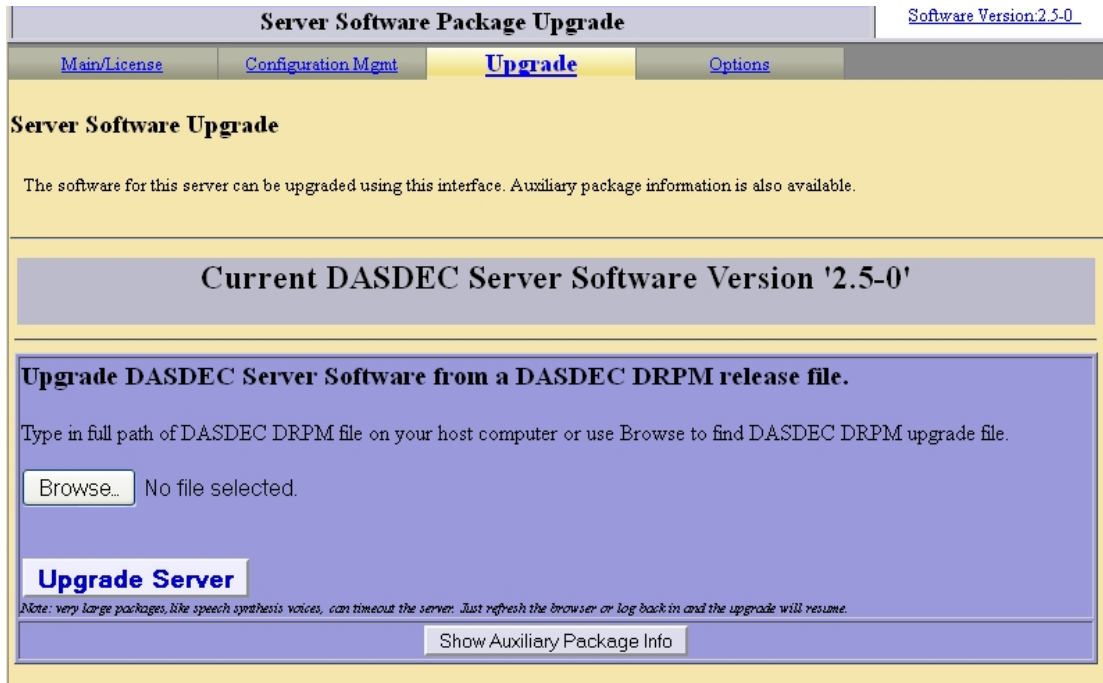 Server Software Package Upgrade
Software Version:2.5-0
Main/License
Configuration Mgmt
Upgrade
Options
Server Software Upgrade
The software for this server can be upgraded using this interface. Auxiliary package information is also available.
Current DASDEC Server Software Version '2.5-0'
Upgrade DASDEC Server Software from a DASDEC DRPM release file.
Type in full path of DASDEC DRPM file on your host computer or use Browse to find DASDEC DRPM upgrade file.
Browse... No file selected.
Upgrade Server
Note: very large packages, like speech synthesis voices, can timeout the server. Just refresh the browser or log back in and the upgrade will resume.
Show Auxiliary Package Info